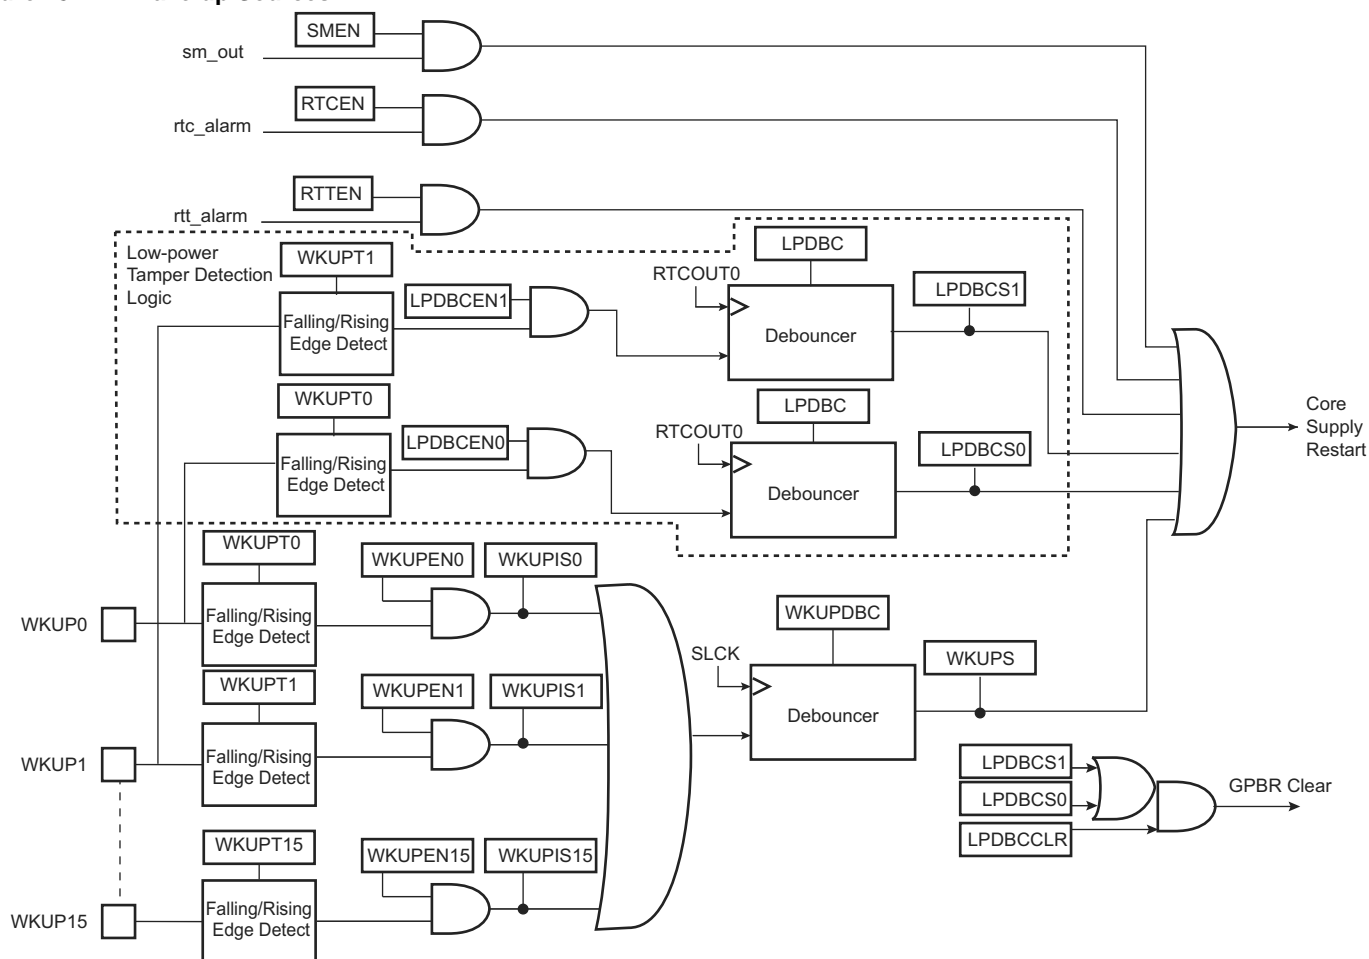 SMEN
sm_out
RTCEN
rtc_alarm
RTTEN
rtt_alarm
Low-power
Tamper Detection
Logic
WKUPT1
Falling/Rising
Edge Detect
LPDBCEN1
RTCOUT0
LPDBC
Debouncer
LPDBCS1
WKUPT0
Falling/Rising
Edge Detect
LPDBCEN0
RTCOUT0
LPDBC
Debouncer
LPDBCS0
Core
Supply
Restart
WKUPT0
WKUP0
Falling/Rising
Edge Detect
WKUPEN0
WKUPIS0
WKUPT1
WKUP1
Falling/Rising
Edge Detect
WKUPEN1
WKUPIS1
SLCK
WKUPDBC
Debouncer
WKUPS
WKUPT15
WKUP15
Falling/Rising
Edge Detect
WKUPEN15
WKUPIS15
LPDBCS1
LPDBCS0
LPDBCCLR
GPBR Clear